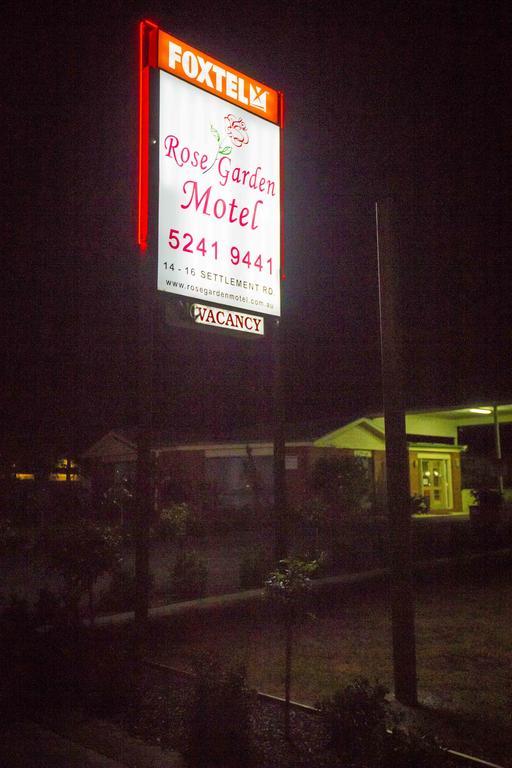 FOXTEL
Rose Garden
Motel
5241 9441
14 - 16 SETTLEMENT RD
www.rosegardenmotel.com.au
VACANCY